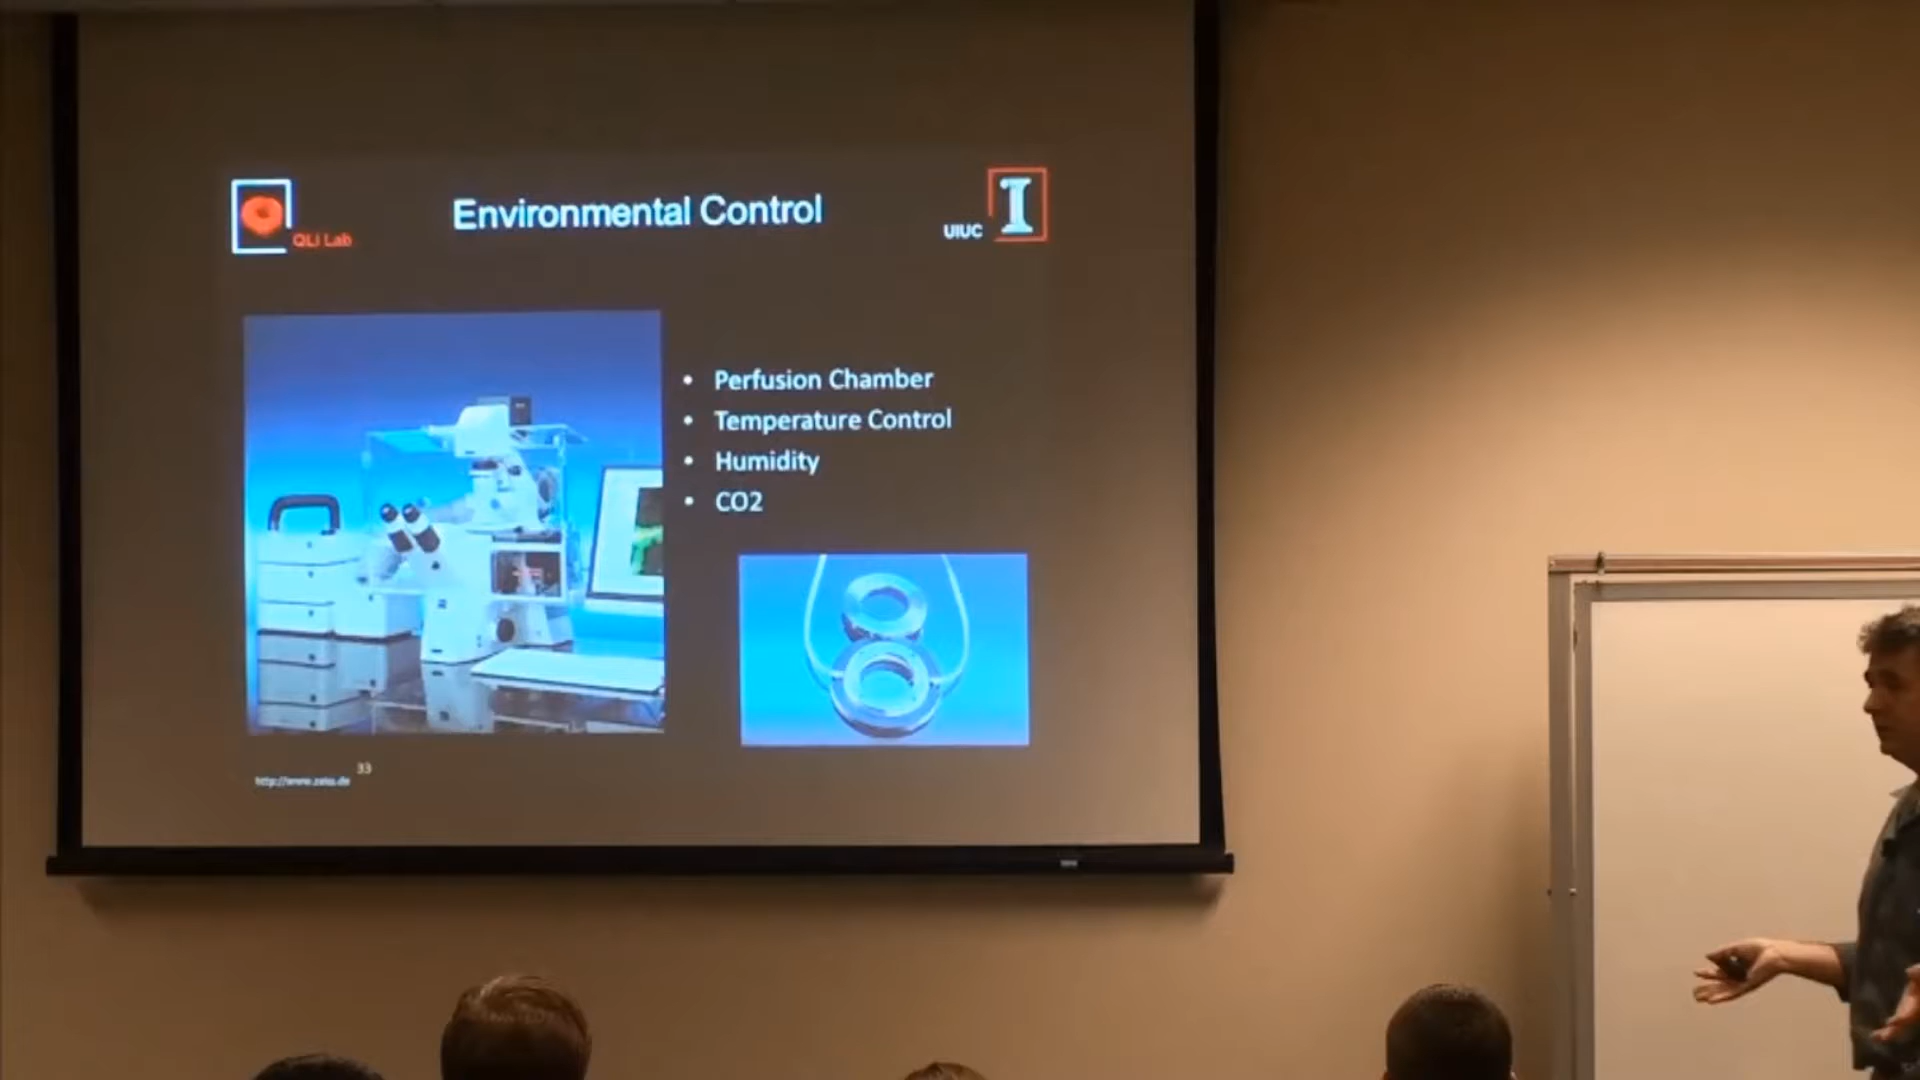 QLI Lab
Environmental Control
UIUC
I
• Perfusion Chamber
• Temperature Control
• Humidity
• CO2
33